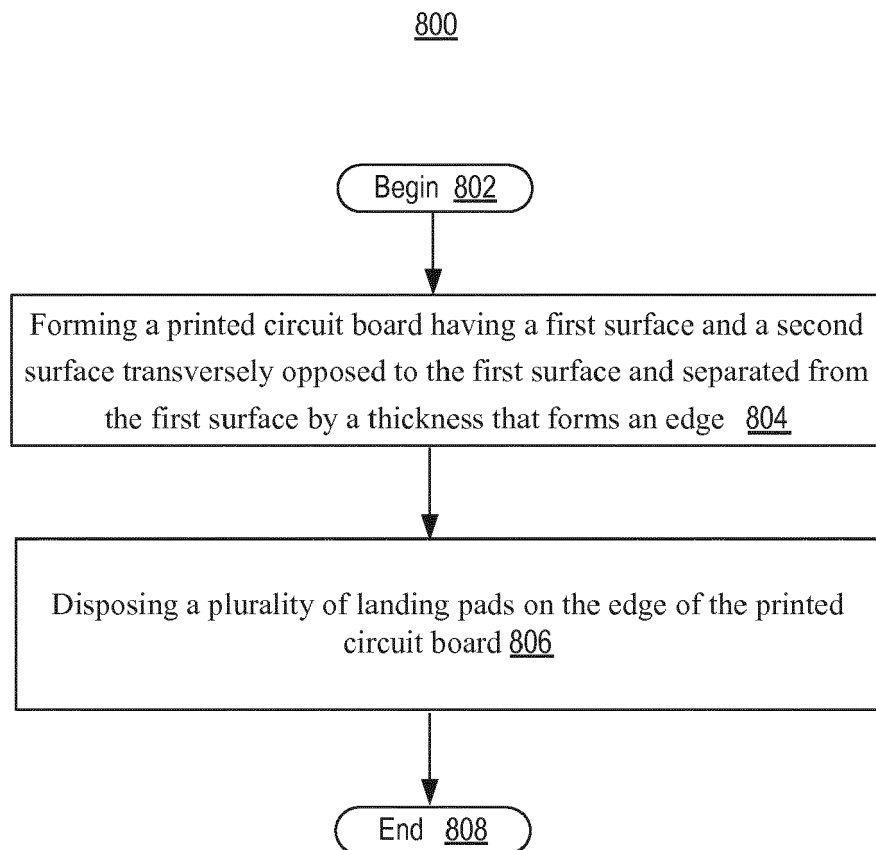 800
Begin 802
Forming a printed circuit board having a first surface and a second
surface transversely opposed to the first surface and separated from
the first surface by a thickness that forms an edge 804
Disposing a plurality of landing pads on the edge of the printed
circuit board 806
End 808